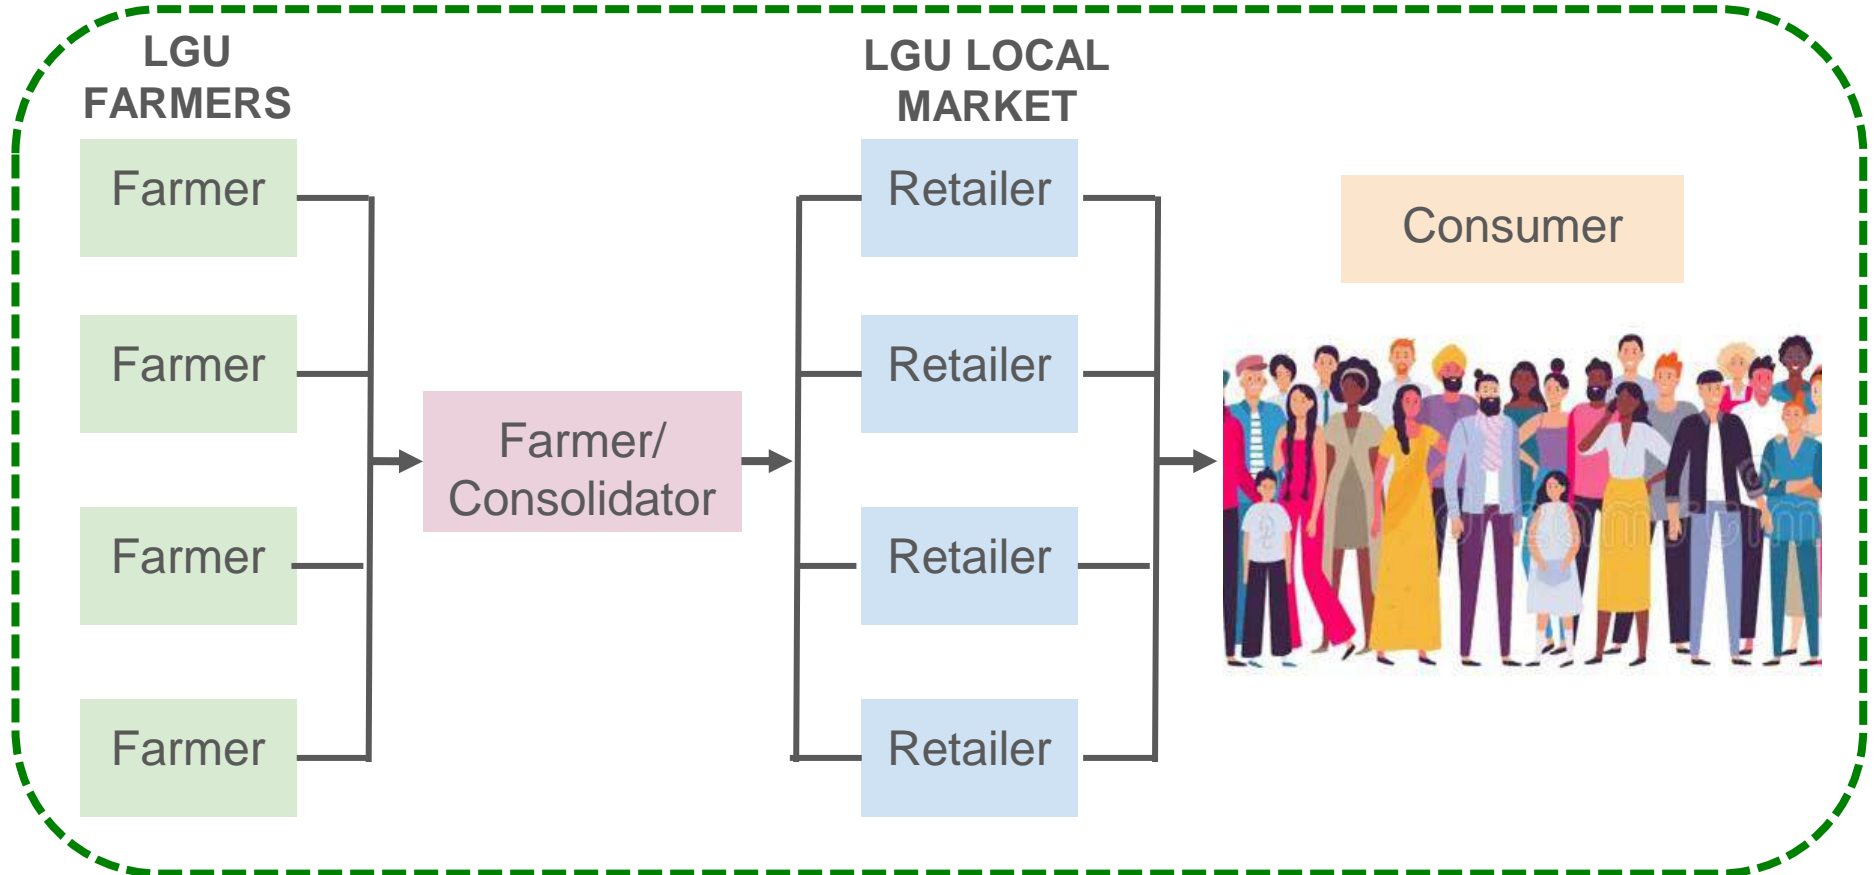 LGU
FARMERS
LGU LOCAL
MARKET
Farmer
Farmer
Farmer
Farmer
Farmer/
Consolidator
Retailer
Retailer
Retailer
Retailer
Consumer